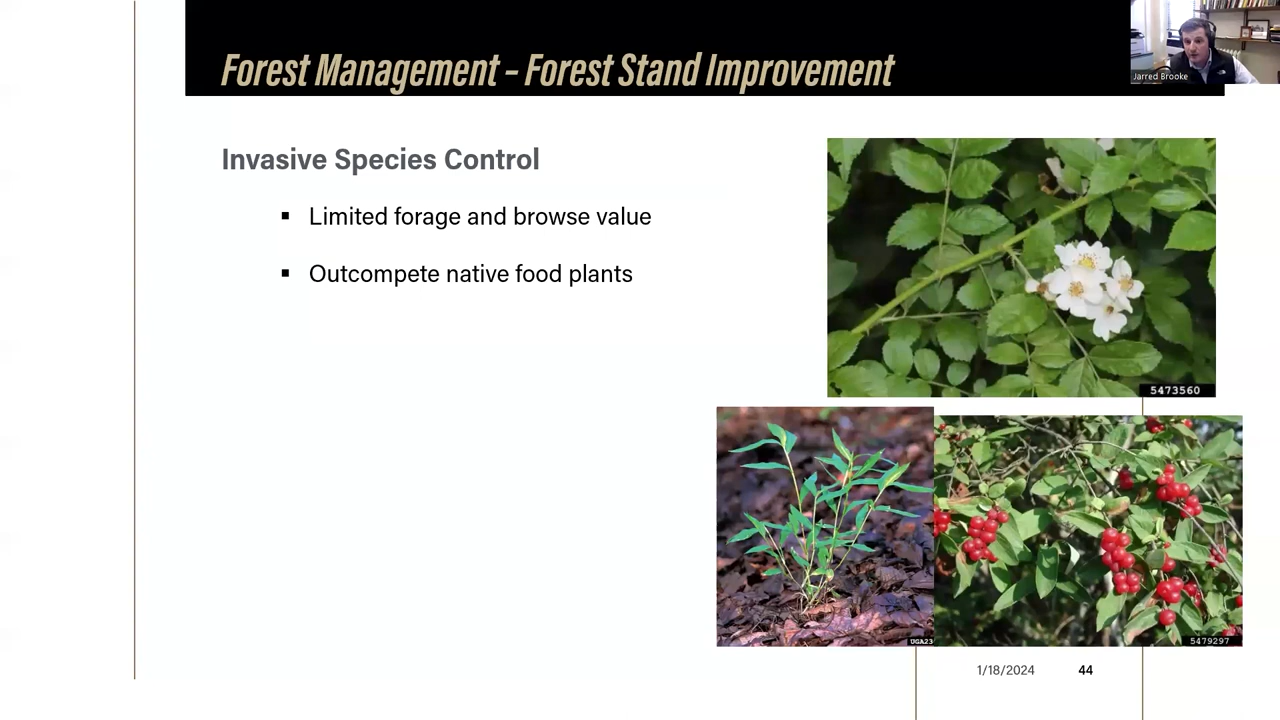 Forest Management – Forest Stand Improvement
Jarred Brooke
Invasive Species Control
▪ Limited forage and browse value
▪ Outcompete native food plants
5473560
UGA23
5479297
1/18/2024 44